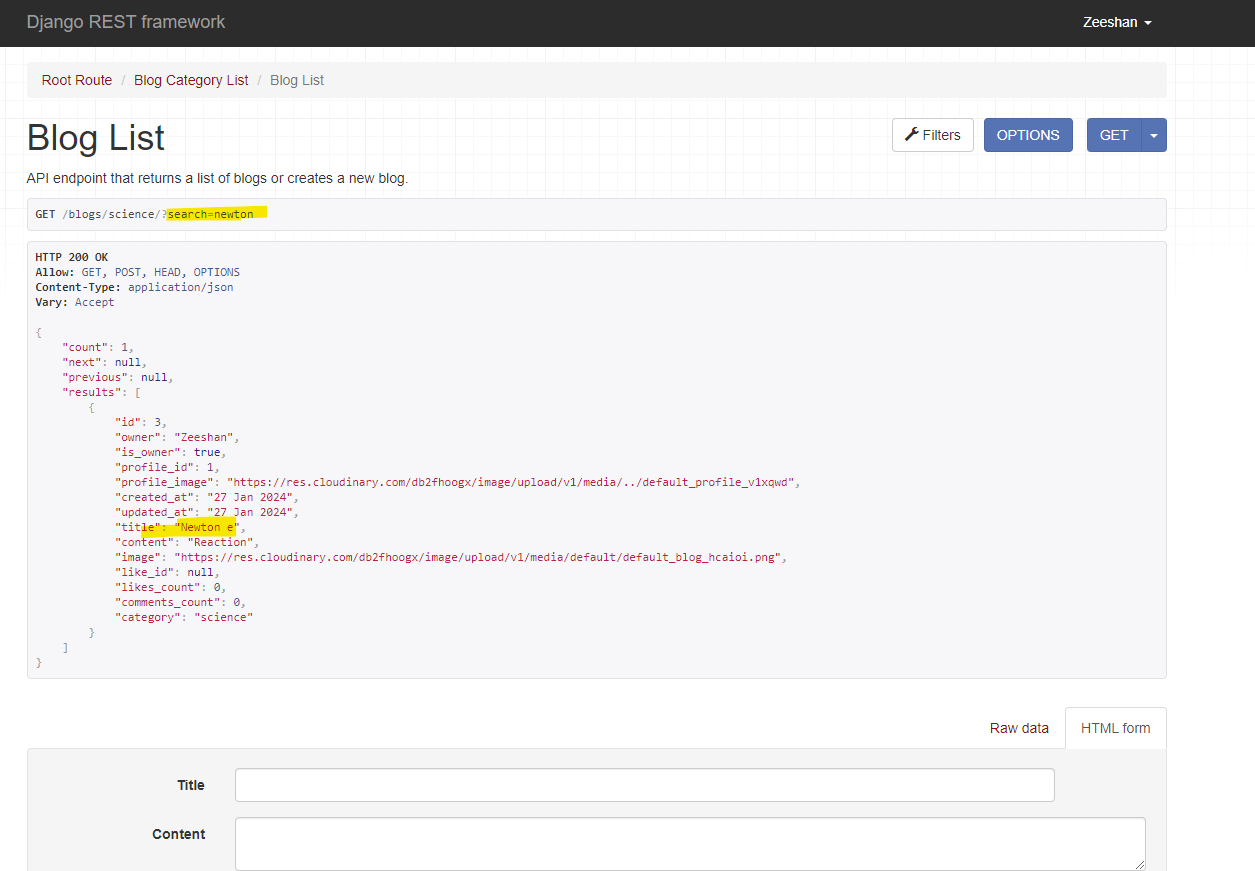 Django REST framework
Zeeshan
Root Route / Blog Category List / Blog List
Blog List
Filters
OPTIONS
GET
API endpoint that returns a list of blogs or creates a new blog.
GET /blogs/science/?search=newton
HTTP 200 OK
Allow: GET, POST, HEAD, OPTIONS
Content-Type: application/json
Vary: Accept
{
"count": 1,
"next": null,
"previous": null,
"results": [
{
"id": 3,
"owner": "Zeeshan",
"is_owner": true,
"profile_id": 1,
"profile_image": "https://res.cloudinary.com/db2fhoogx/image/upload/v1/media/../default_profile_v1xqwd",
"created_at": "27 Jan 2024",
"updated_at": "27 Jan 2024",
"title": "Newton e",
"content": "Reaction",
"image": "https://res.cloudinary.com/db2fhoogx/image/upload/v1/media/default/default_blog_hcaioi.png",
"like_id": null,
"likes_count": 0,
"comments_count": 0,
"category": "science"
}
]
}
Raw data
HTML form
Title
Content